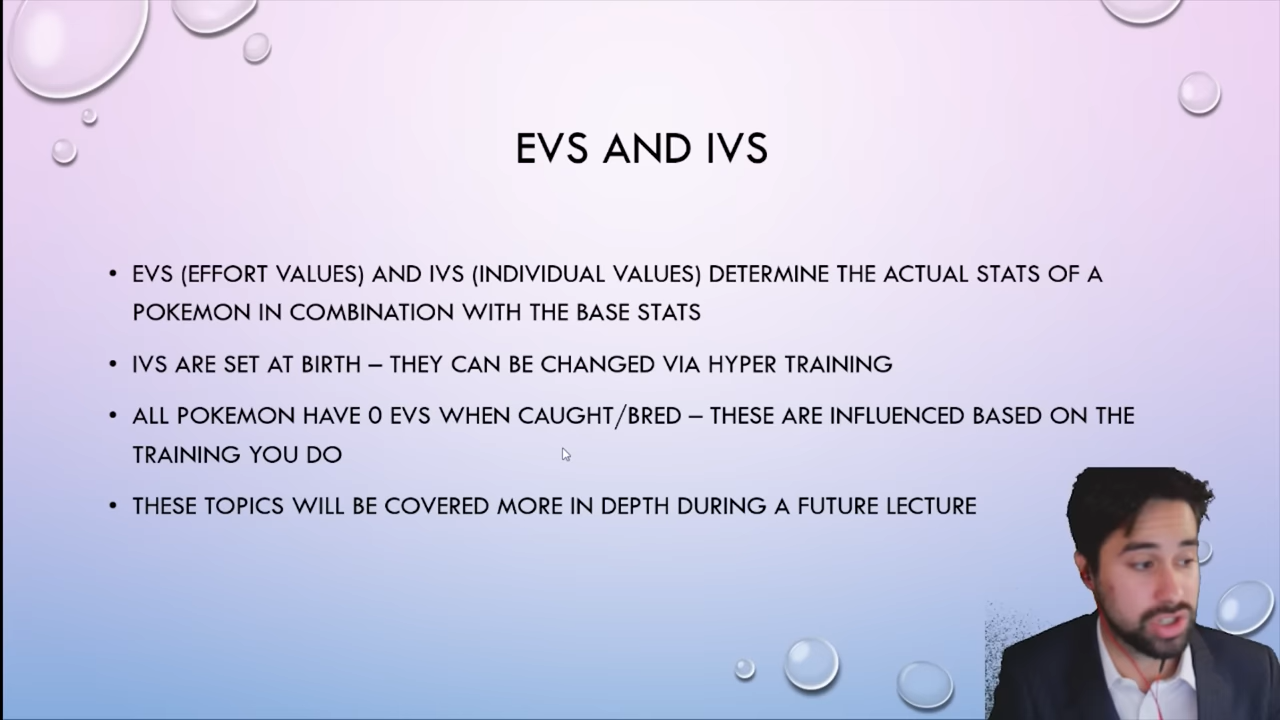 EVS AND IVS
• EVS (EFFORT VALUES) AND IVS (INDIVIDUAL VALUES) DETERMINE THE ACTUAL STATS OF A
POKEMON IN COMBINATION WITH THE BASE STATS
• IVS ARE SET AT BIRTH – THEY CAN BE CHANGED VIA HYPER TRAINING
• ALL POKEMON HAVE 0 EVS WHEN CAUGHT/BRED – THESE ARE INFLUENCED BASED ON THE
TRAINING YOU DO
• THESE TOPICS WILL BE COVERED MORE IN DEPTH DURING A FUTURE LECTURE